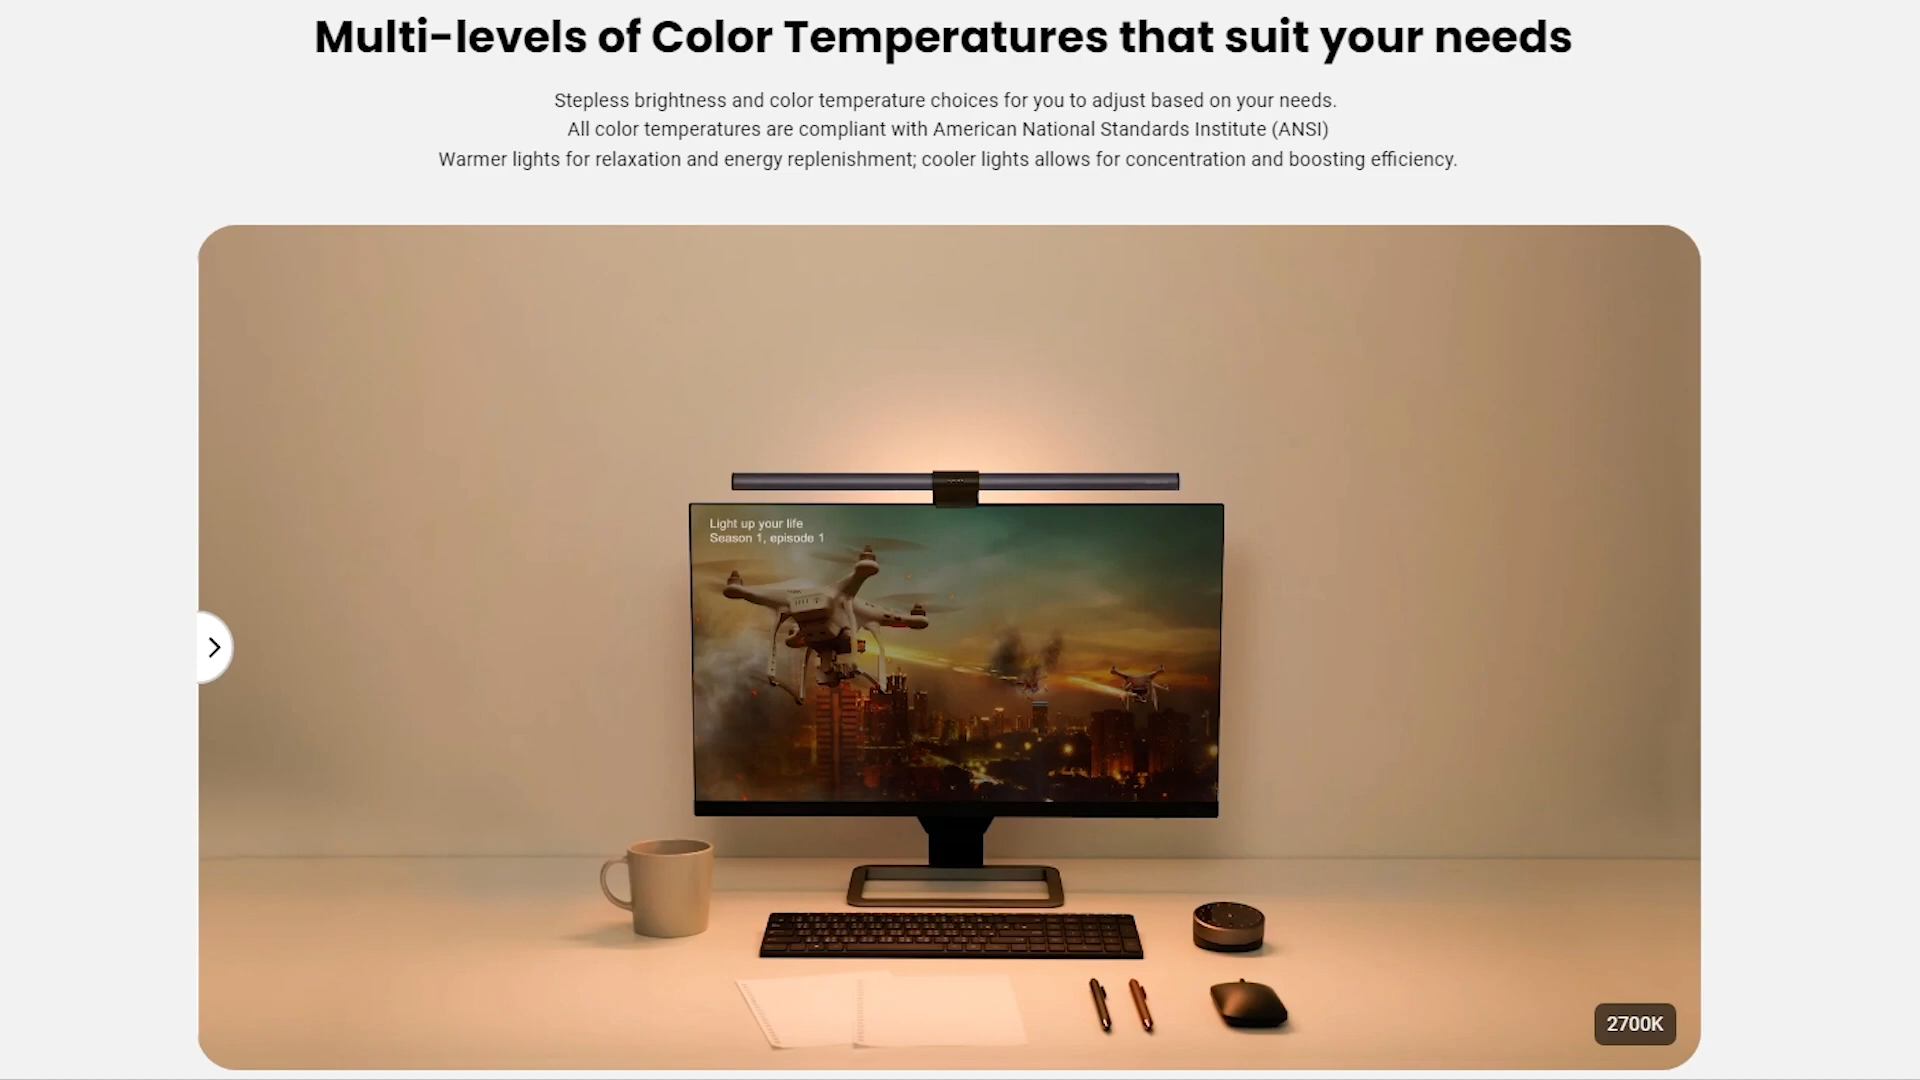 Multi-levels of Color Temperatures that suit your needs
Stepless brightness and color temperature choices for you to adjust based on your needs.
All color temperatures are compliant with American National Standards Institute (ANSI)
Warmer lights for relaxation and energy replenishment; cooler lights allows for concentration and boosting efficiency.
Light up your life
Season 1, episode 1
2700K